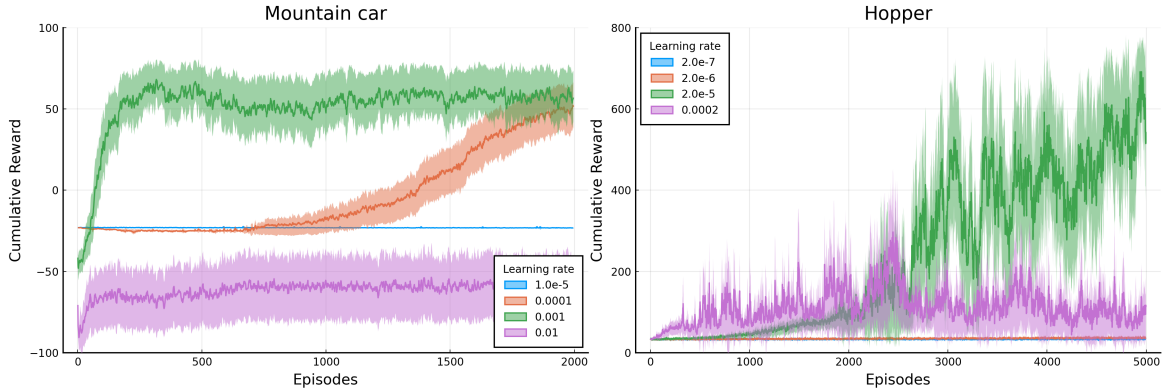 Mountain car
Cumulative Reward
100
50
0
−50
−100
0
500
1000
1500
2000
Episodes
Learning rate
1.0e-5
0.0001
0.001
0.01
Hopper
Cumulative Reward
800
600
400
200
0
0
1000
2000
3000
4000
5000
Episodes
Learning rate
2.0e-7
2.0e-6
2.0e-5
0.0002